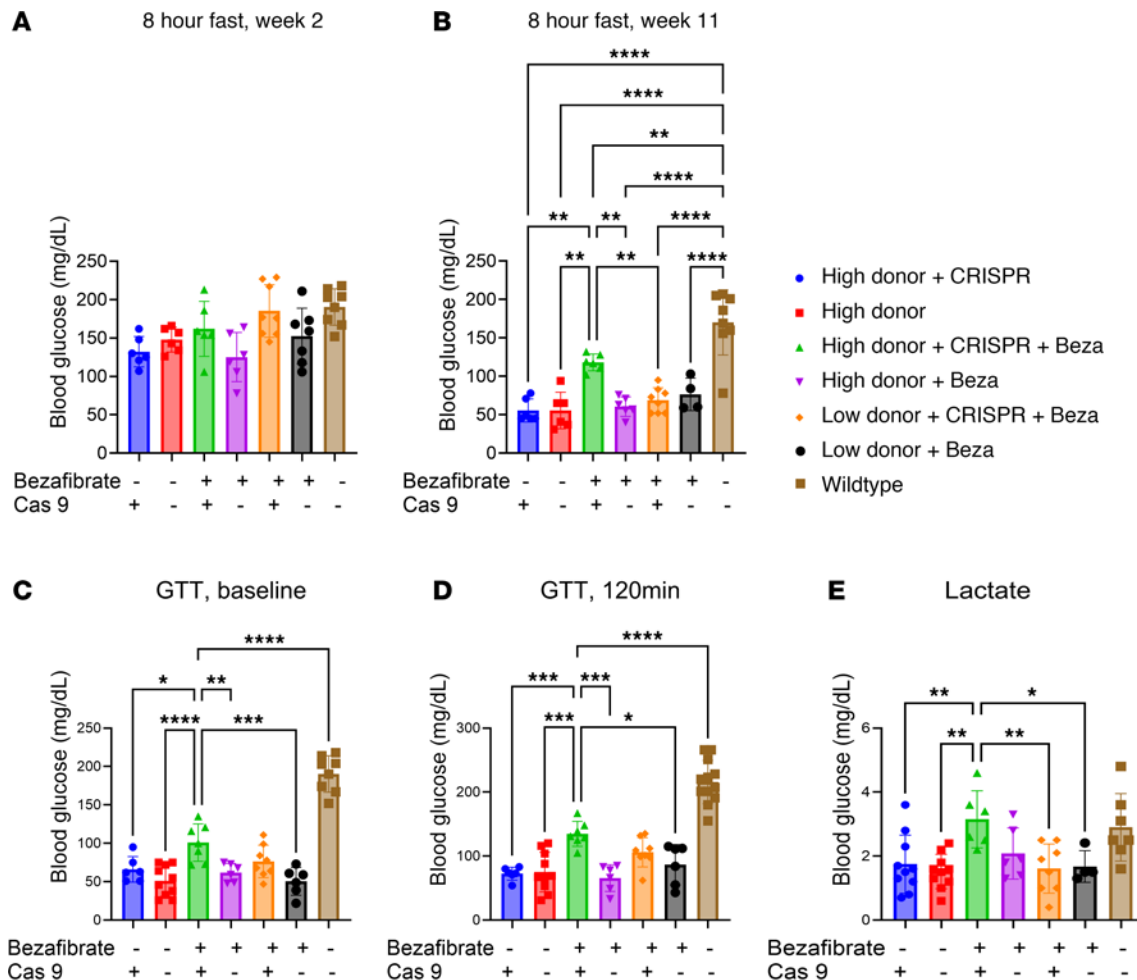 A 8 hour fast, week 2
Blood glucose (mg/dL)
250
200
150
100
50
0
Bezafibrate - - + + + + -
Cas 9 + - + - + - -
B 8 hour fast, week 11
****
****
**
****
** ** ****
** ** ****
Blood glucose (mg/dL)
250
200
150
100
50
0
Bezafibrate - - + + + + -
Cas 9 + - + - + - -
High donor + CRISPR
High donor
High donor + CRISPR + Beza
High donor + Beza
Low donor + CRISPR + Beza
Low donor + Beza
Wildtype
C GTT, baseline
****
* **
**** ***
Blood glucose (mg/dL)
250
200
150
100
50
0
Bezafibrate - - + + + + -
Cas 9 + - + - + - -
D GTT, 120min
****
*** ***
*** *
Blood glucose (mg/dL)
300
200
100
0
Bezafibrate - - + + + + -
Cas 9 + - + - + - -
E Lactate
** *
** **
Blood glucose (mg/dL)
6
4
2
0
Bezafibrate - - + + + + -
Cas 9 + - + - + - -